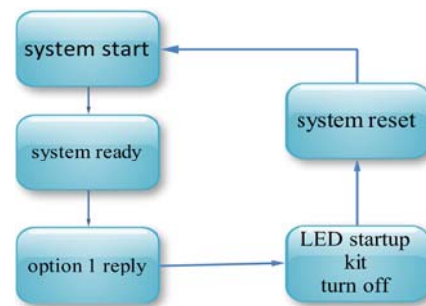 system start
system ready
option 1 reply
LED startup
kit
turn off
system reset